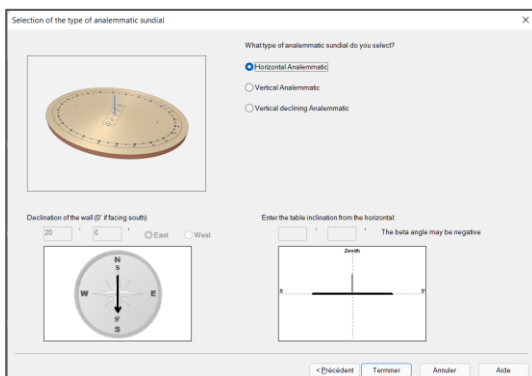 Selection of the type of analemmatic sundial
What type of analemmatic sundial do you select?
Horizontal Analemmatic
Vertical Analemmatic
Vertical declining Analemmatic
Declination of the wall (0° if facing south)
20 ° 0 ' East West
Enter the table inclination from the horizontal:
° ' The beta angle may be negative
N
S
W E
S'
S
Zenith
S S'
< Précédent Terminer Annuler Aide